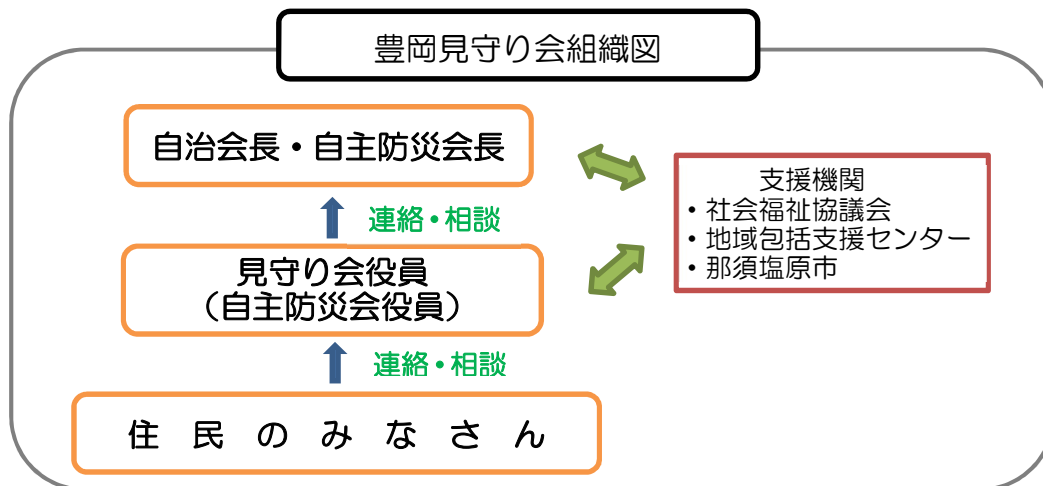 豊岡見守り会組織図
自治会長・自主防災会長
連絡・相談
見守り会役員
（自主防災会役員）
連絡・相談
住民のみなさん
支援機関
・社会福祉協議会
・地域包括支援センター
・那須塩原市